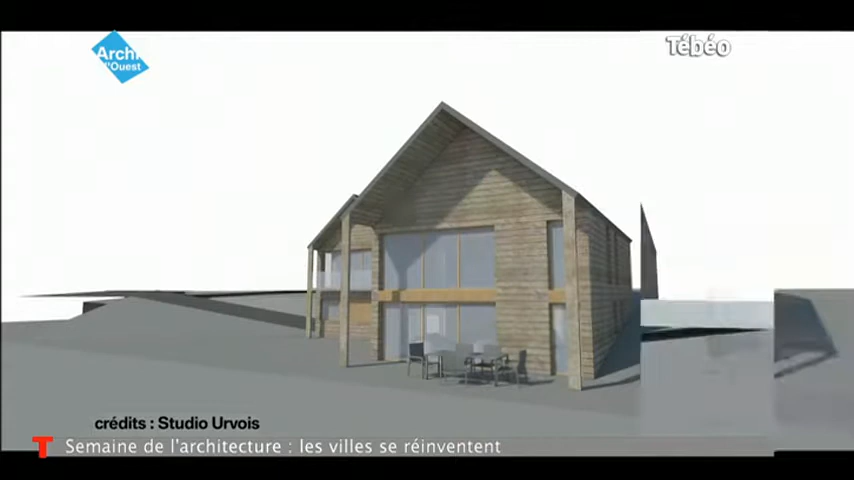 Archi
l'Ouest
Tébéo
crédits : Studio Urvois
T Semaine de l'architecture : les villes se réinventent